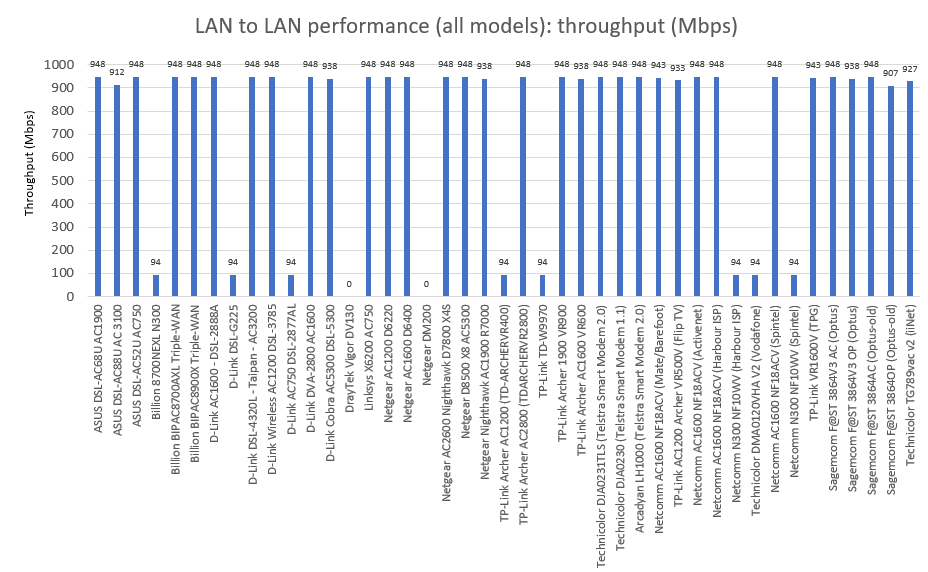 LAN to LAN performance (all models): throughput (Mbps)
948 912 948 94 948 948 948 94 948 948 94 948 938 0 948 948 948 0 948 948 938 94 948 94 948 938 948 948 948 943 933 948 948 94 94 948 94 943 948 938 948 907 927
1000
900
800
700
600
500
400
300
200
100
0
Throughput (Mbps)
ASUS DSL-AC68U AC1900
ASUS DSL-AC88U AC 3100
ASUS DSL-AC52U AC750
Billion 8700NEXL N300
Billion BIPAC8700AXL Triple-WAN
Billion BIPAC8900X Triple-WAN
D-Link AC1600 - DSL-2888A
D-Link DSL-G225
D-Link DSL-4320L - Taipan - AC3200
D-Link Wireless AC1200 DSL-3785
D-Link AC750 DSL-2877AL
D-Link DVA-2800 AC1600
D-Link Cobra AC5300 DSL-5300
DrayTek Vigor DV130
Linksys X6200 AC750
Netgear AC1200 D6220
Netgear AC1600 D6400
Netgear DM200
Netgear AC2600 Nighthawk D7800 X4S
Netgear D8500 X8 AC5300
Netgear Nighthawk AC1900 R7000
TP-Link Archer AC1200 (TD-ARCHERVR400)
TP-Link Archer AC2800 (TDARCHERVR2800)
TP-Link TD-W9970
TP-Link Archer 1900 VR900
TP-Link Archer AC1600 VR600
Technicolor DJA0231TLS (Telstra Smart Modem 2.0)
Technicolor DJA0230 (Telstra Smart Modem 1.1)
Arcadyan LH1000 (Telstra Smart Modem 2.0)
Netcomm AC1600 NF18ACV (Mate/Barefoot)
TP-Link AC1200 Archer VR500V (Flip TV)
Netcomm AC1600 NF18ACV (Activenet)
Netcomm AC1600 NF18ACV (Harbour ISP)
Netcomm N300 NF10WV (Harbour ISP)
Technicolor DMA0120VHA V2 (Vodafone)
Netcomm AC1600 NF18ACV (Spintel)
Netcomm N300 NF10WV (Spintel)
TP-Link VR1600V (TPG)
Sagemcom F@ST 3864V3 AC (Optus)
Sagemcom F@ST 3864V3 OP (Optus)
Sagemcom F@ST 3864AC (Optus-old)
Sagemcom F@ST 3864OP (Optus-old)
Technicolor TG789vac v2 (iiNet)